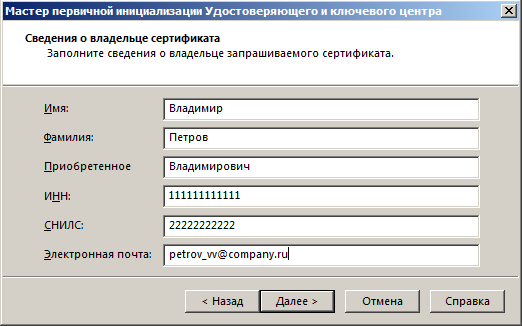 Мастер первичной инициализации Удостоверяющего и ключевого центра
Сведения о владельце сертификата
Заполните сведения о владельце запрашиваемого сертификата.
Имя: Владимир
Фамилия: Петров
Приобретенное Владимирович
ИНН: 111111111111
СНИЛС: 22222222222
Электронная почта: petrov_vv@company.ru
< Назад Далее > Отмена Справка